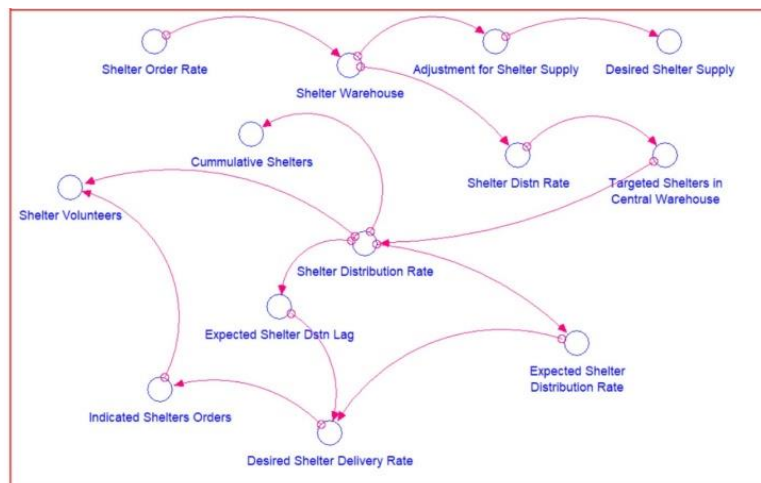 Shelter Order Rate
Shelter Warehouse
Adjustment for Shelter Supply
Desired Shelter Supply
Cummulative Shelters
Shelter Distn Rate
Targeted Shelters in
Central Warehouse
Shelter Volunteers
Shelter Distribution Rate
Expected Shelter Dstn Lag
Expected Shelter
Distribution Rate
Indicated Shelters Orders
Desired Shelter Delivery Rate